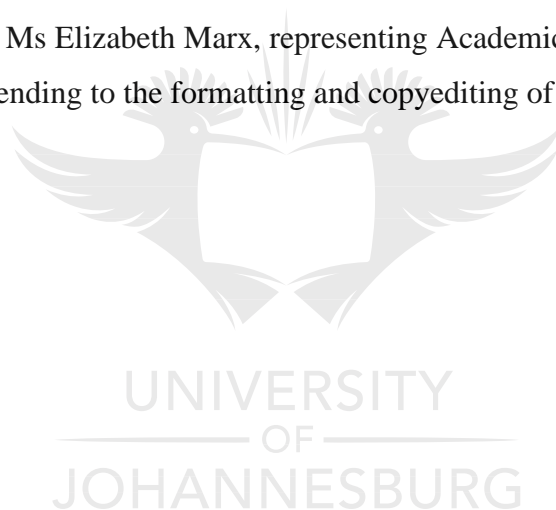 Ms Elizabeth Marx, representing Academic
ending to the formatting and copyediting of
UNIVERSITY
OF
JOHANNESBURG